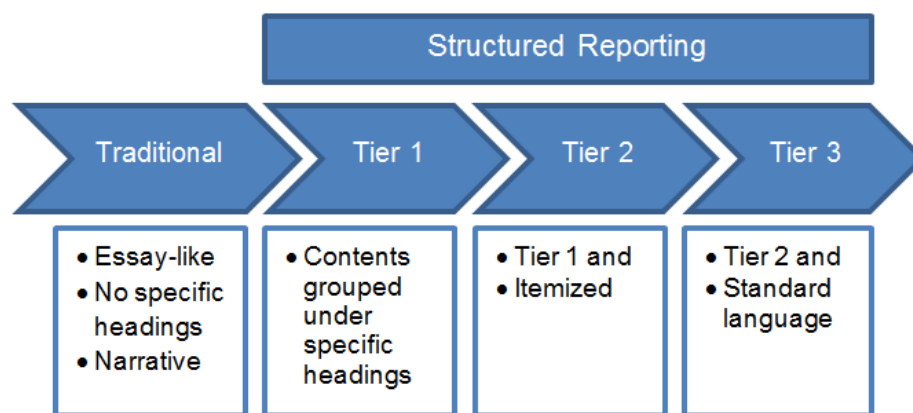 Structured Reporting
Traditional
Tier 1
Tier 2
Tier 3
• Essay-like
• No specific
headings
• Narrative
• Contents
grouped
under
specific
headings
• Tier 1 and
• Itemized
• Tier 2 and
• Standard
language